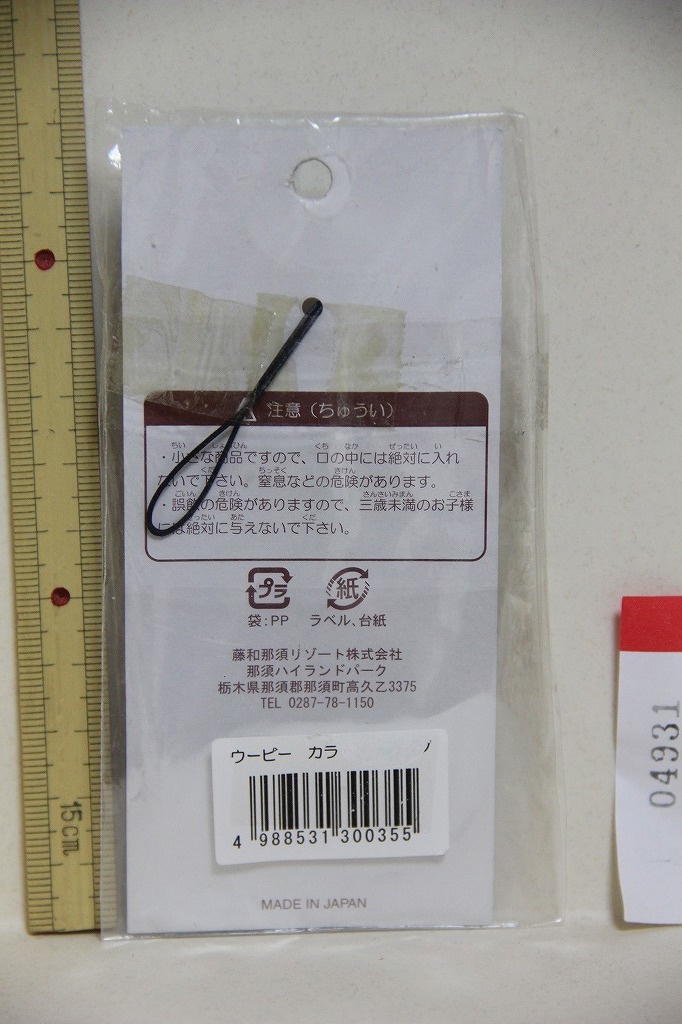 注意（ちゅうい）
な商品ですので、口の中には絶対に入れ
ないで下さい。窒息などの危険があります。
・誤飲の危険がありますので、三歳未満のお子様
には絶対に与えないで下さい。
プラ
紙
袋:PP
ラベル、台紙
藤和那須リゾート株式会社
那須ハイランドパーク
栃木県那須郡那須町高久乙3375
TEL 0287-78-1150
ウーピー カラ
4 988531 300355
MADE IN JAPAN
15cm
04931